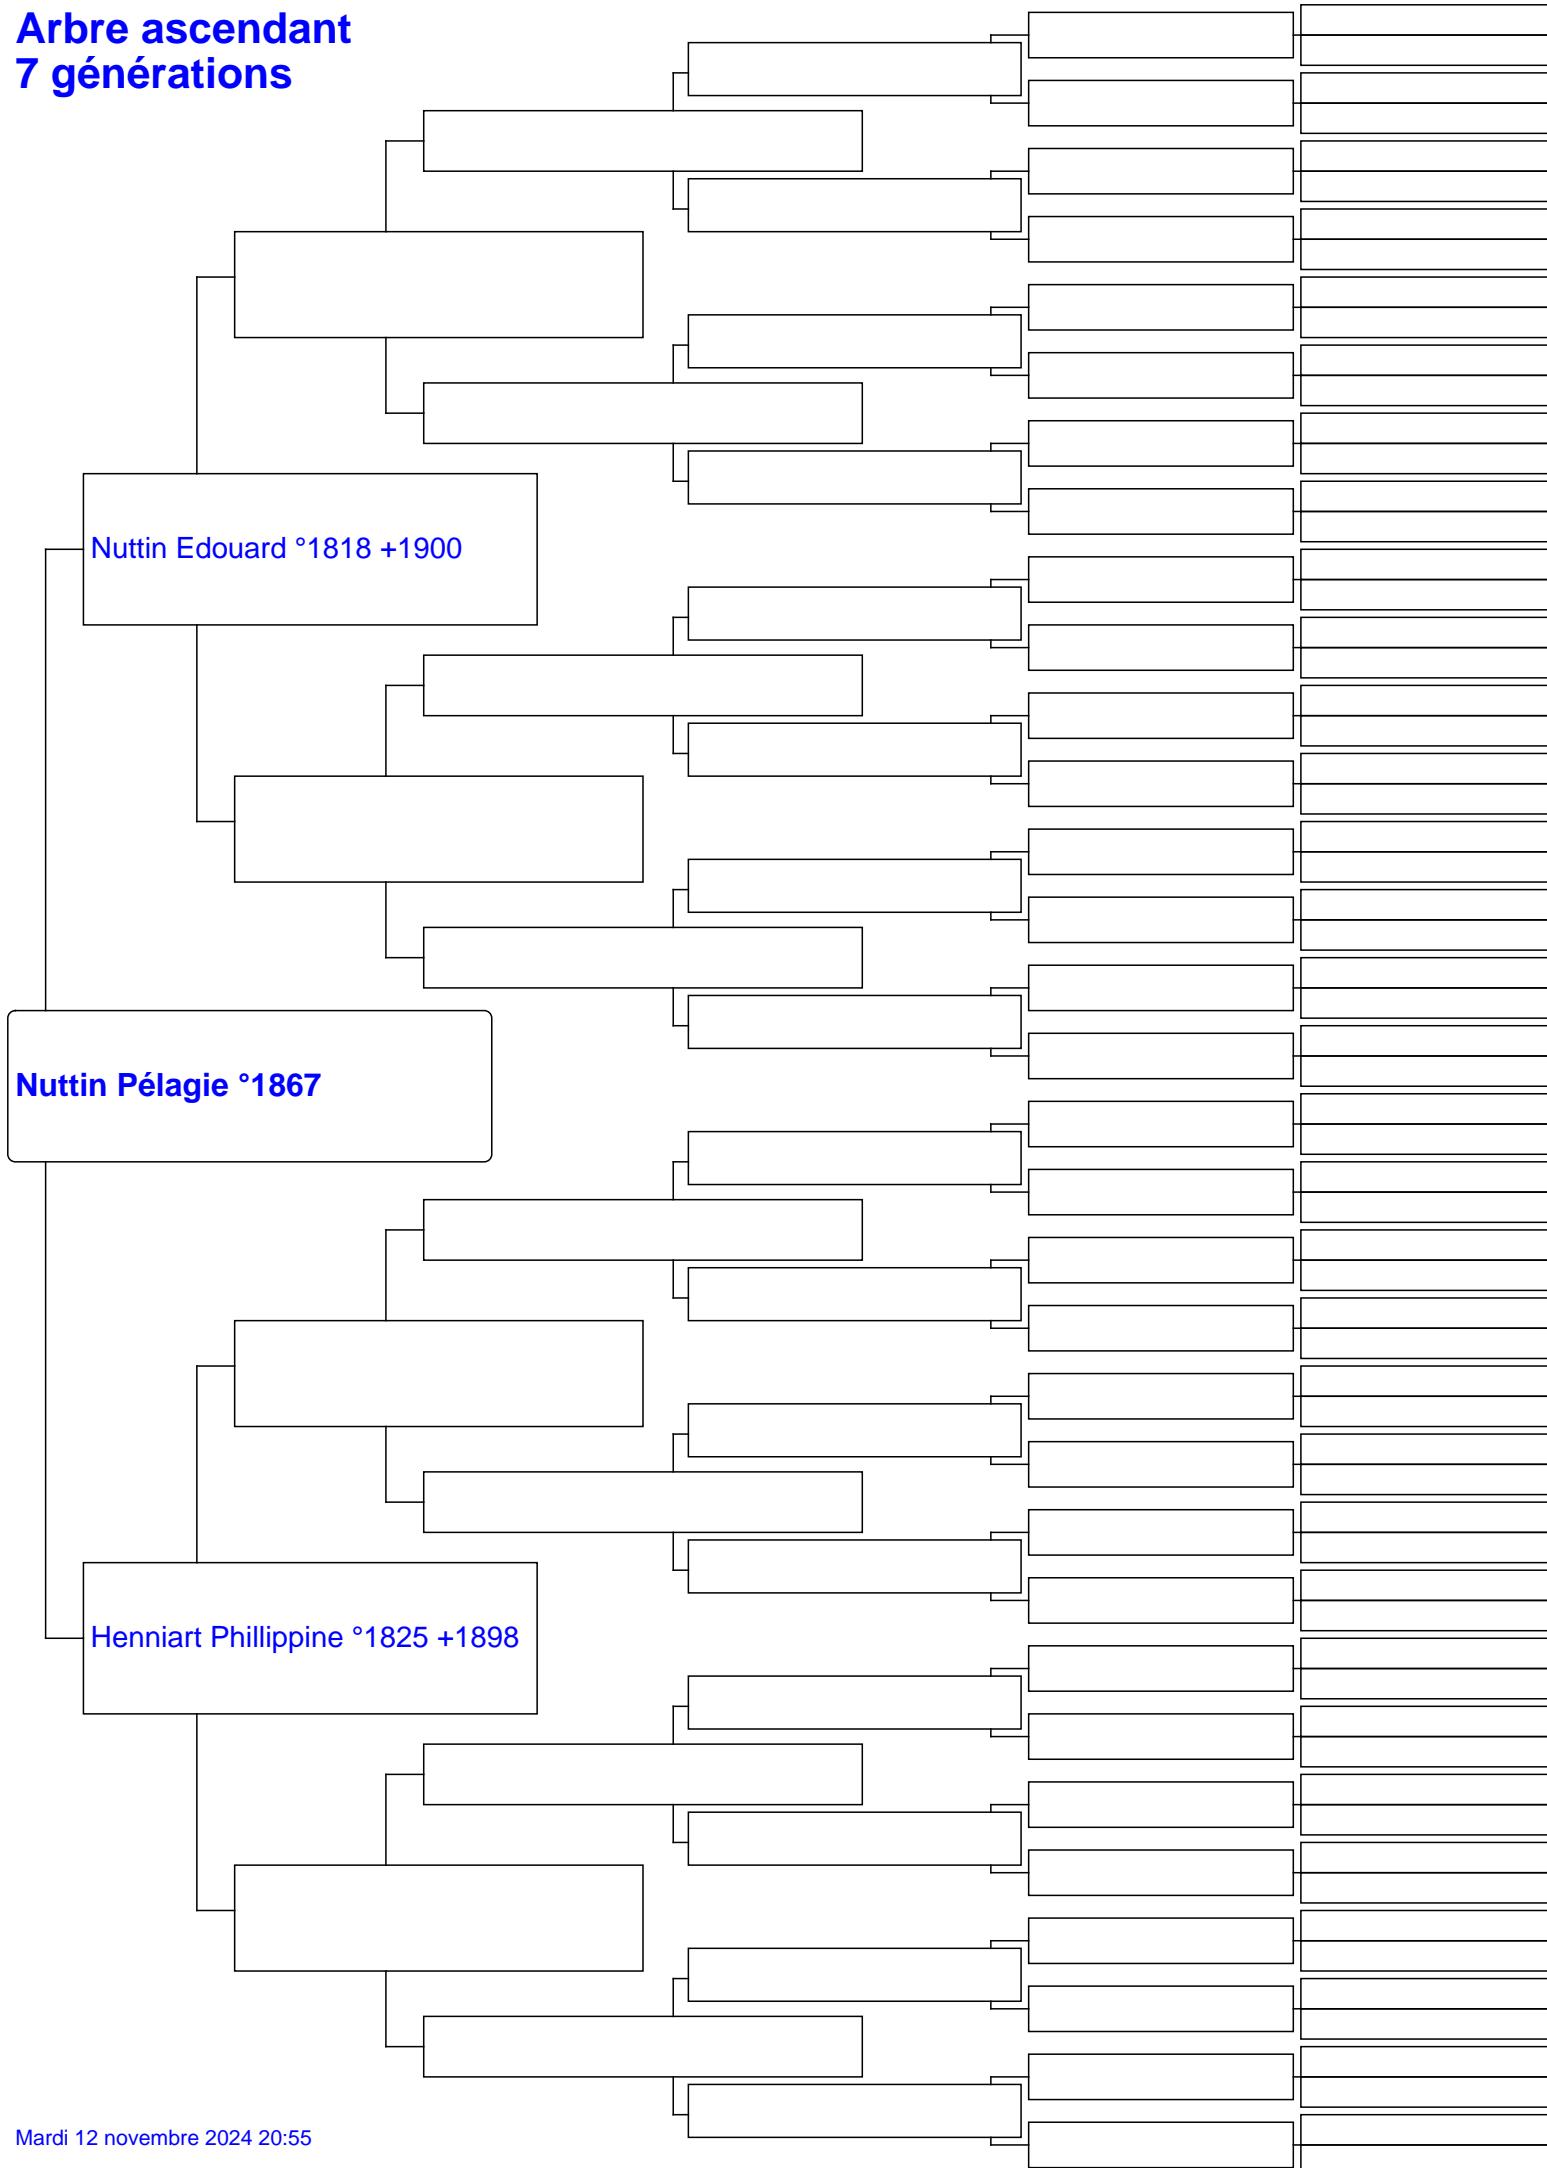 Arbre ascendant
7 générations
Nuttin Edouard °1818 +1900
Nuttin Pélagie °1867
Henniart Phillippine °1825 +1898
Mardi 12 novembre 2024 20:55